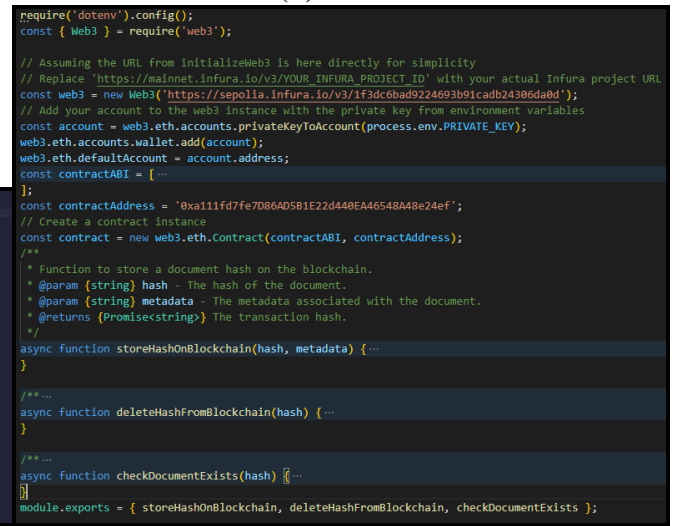 require('dotenv').config();
const { Web3 } = require('web3');
// Assuming the URL from initializeWeb3 is here directly for simplicity
// Replace 'https://mainnet.infura.io/v3/YOUR_INFURA_PROJECT_ID' with your actual Infura project URL
const web3 = new Web3('https://sepolia.infura.io/v3/1f3dc6bad9224693b91cadb24306da0d');
// Add your account to the web3 instance with the private key from environment variables
const account = web3.eth.accounts.privateKeyToAccount(process.env.PRIVATE_KEY);
web3.eth.accounts.wallet.add(account);
web3.eth.defaultAccount = account.address;
const contractABI = [ ...
];
const contractAddress = '0xa111fd7fe7D86AD5B1E22d440EA46548A48e24ef';
// Create a contract instance
const contract = new web3.eth.Contract(contractABI, contractAddress);
/**
* Function to store a document hash on the blockchain.
* @param {string} hash - The hash of the document.
* @param {string} metadata - The metadata associated with the document.
* @returns {Promise<string>} The transaction hash.
*/
async function storeHashOnBlockchain(hash, metadata) { ...
}
/** ...
async function deleteHashFromBlockchain(hash) { ...
}
/** ...
async function checkDocumentExists(hash) { ...
}
module.exports = { storeHashOnBlockchain, deleteHashFromBlockchain, checkDocumentExists };